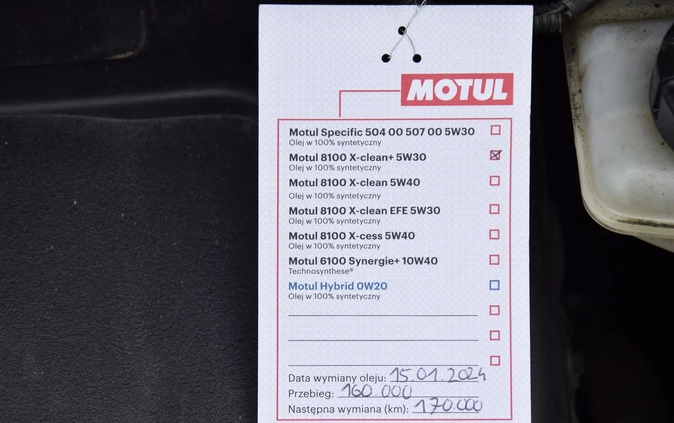 MOTUL
Motul Specific 504 00 507 00 5W30
Olej w 100% syntetyczny
Motul 8100 X-clean+ 5W30
Olej w 100% syntetyczny
Motul 8100 X-clean 5W40
Olej w 100% syntetyczny
Motul 8100 X-clean EFE 5W30
Olej w 100% syntetyczny
Motul 8100 X-cess 5W40
Olej w 100% syntetyczny
Motul 6100 Synergie+ 10W40
Technosynthese®
Motul Hybrid 0W20
Olej w 100% syntetyczny
Data wymiany oleju: 15.01.2024
Przebieg: 160.000
Następna wymiana (km): 170.000